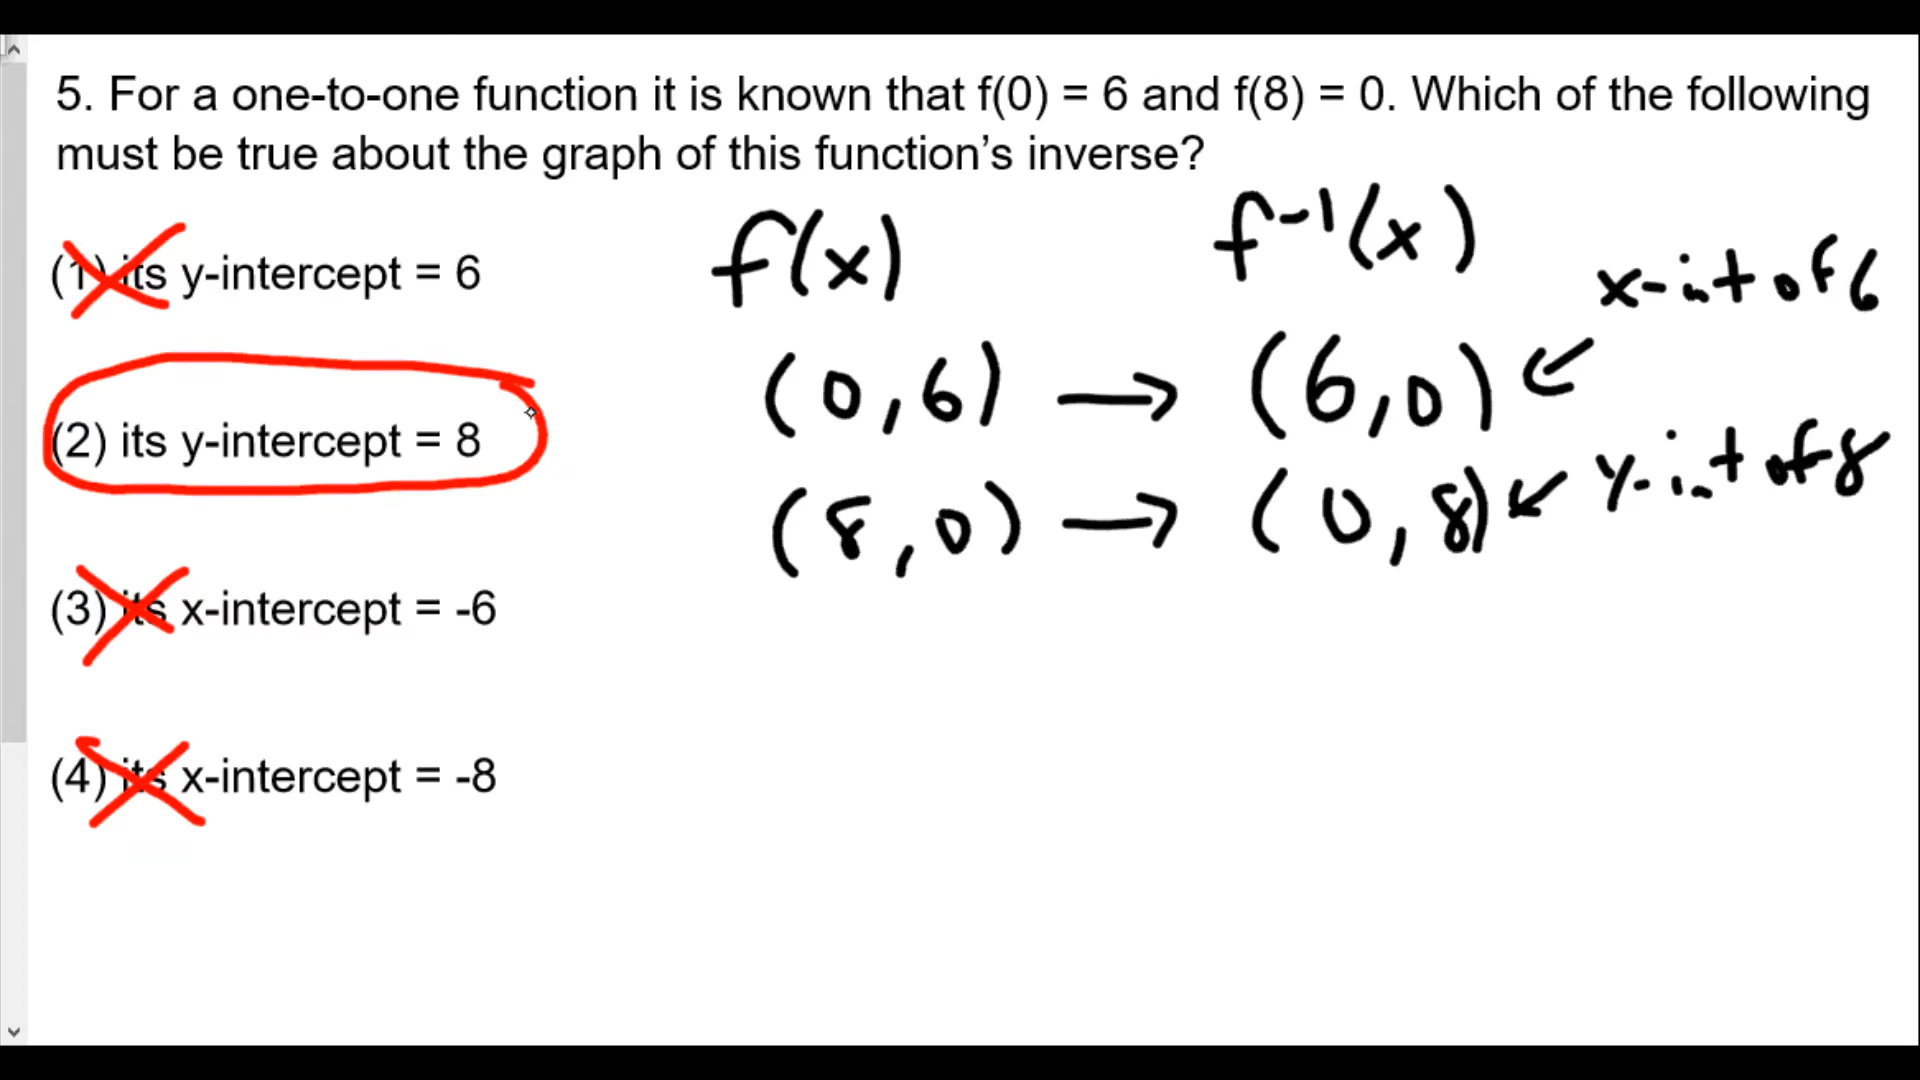 5. For a one-to-one function it is known that f(0) = 6 and f(8) = 0. Which of the following
must be true about the graph of this function’s inverse?
f(x)
f⁻¹(x)
(1) its y-intercept = 6
x-int of 6
(0,6) → (6,0) ↙
(2) its y-intercept = 8
y-int of 8
(8,0) → (0,8) ↙
(3) its x-intercept = -6
(4) its x-intercept = -8